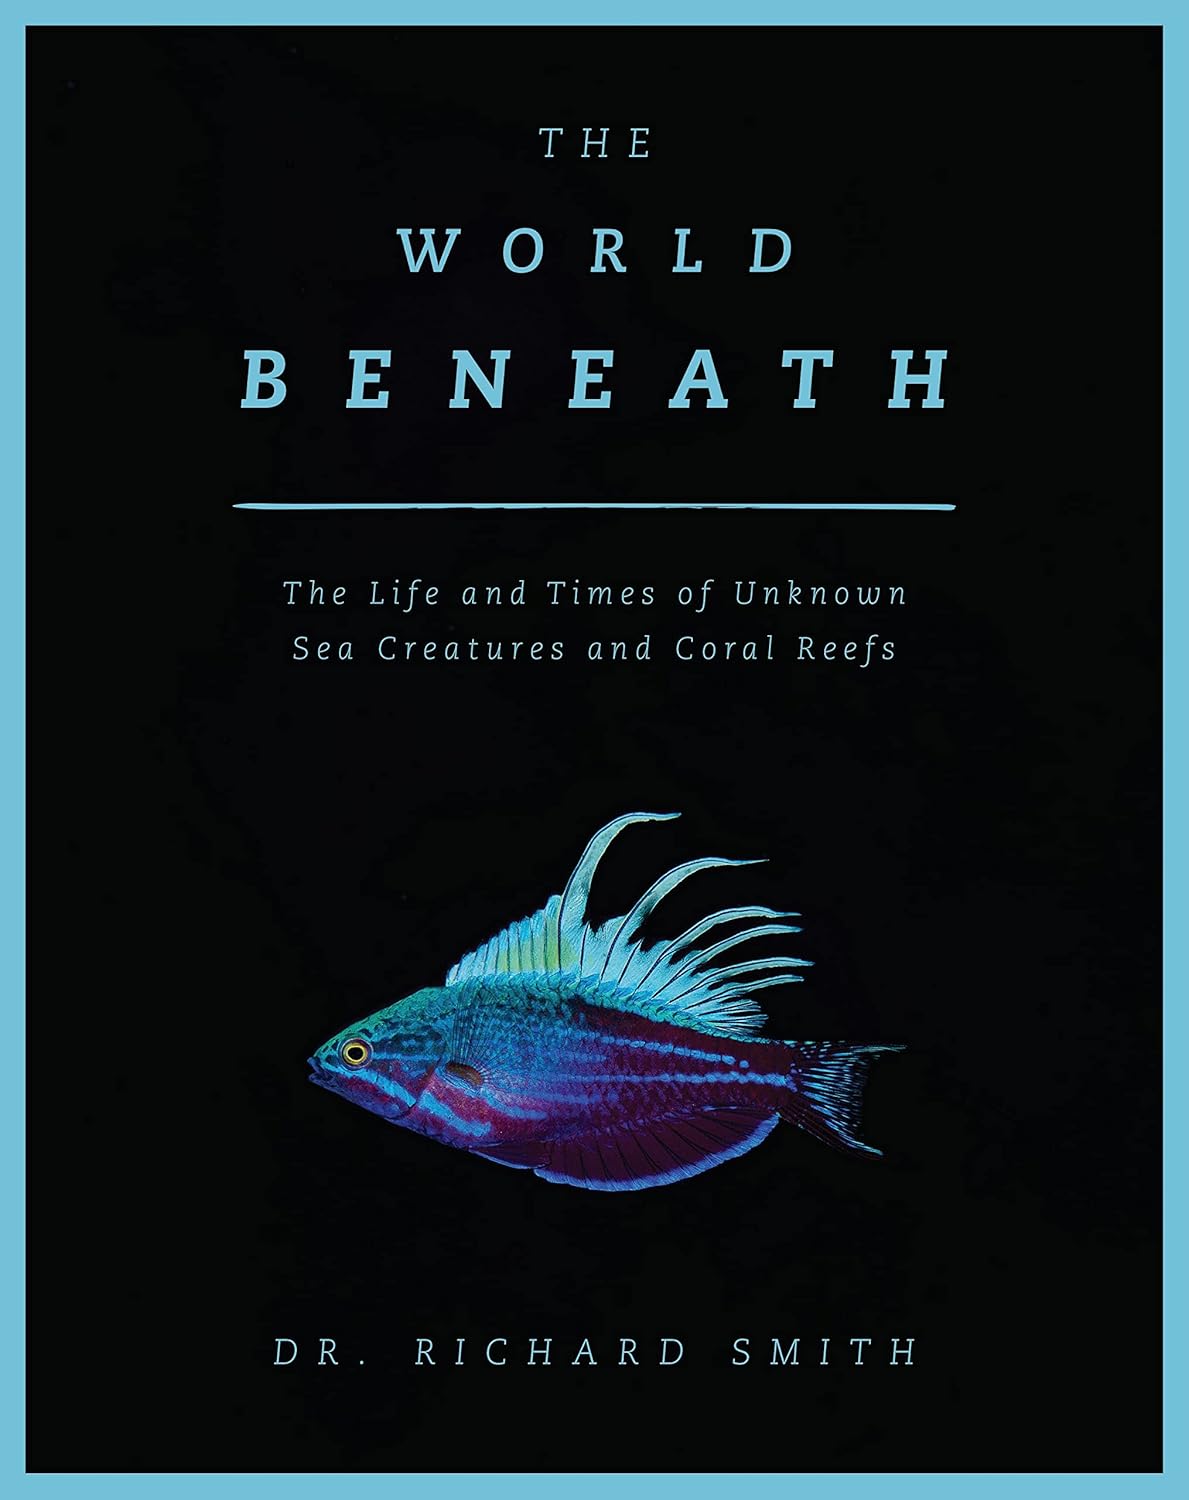 THE
WORLD
BENEATH
The Life and Times of Unknown
Sea Creatures and Coral Reefs
DR. RICHARD SMITH